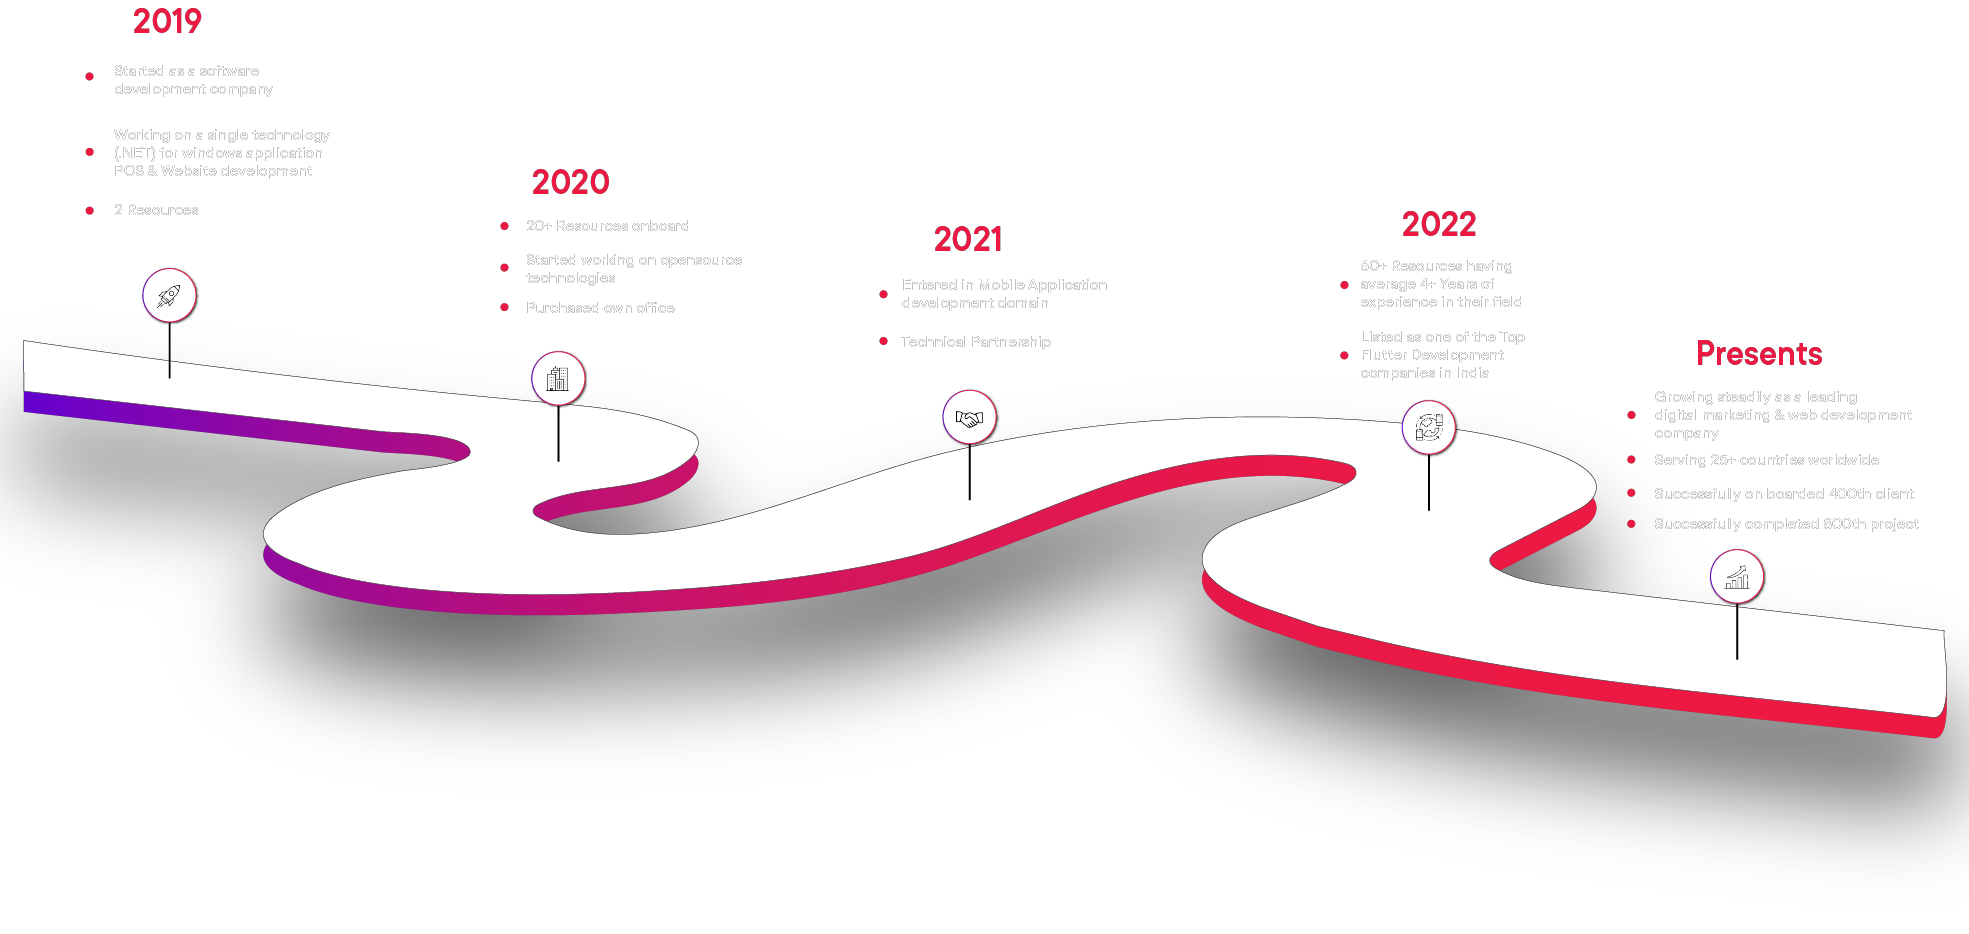 2019
Started as a software
development company
Working on a single technology
(.NET) for windows application
POS & Website development
2 Resources
2020
20+ Resources onboard
Started working on opensource
technologies
Purchased own office
2021
Entered in Mobile Application
development domain
Technical Partnership
2022
60+ Resources having
average 4+ Years of
experience in their field
Listed as one of the Top
Flutter Development
companies in India
Presents
Growing steadily as a leading
digital marketing & web development
company
Serving 25+ countries worldwide
Successfully on boarded 400th client
Successfully completed 800th project